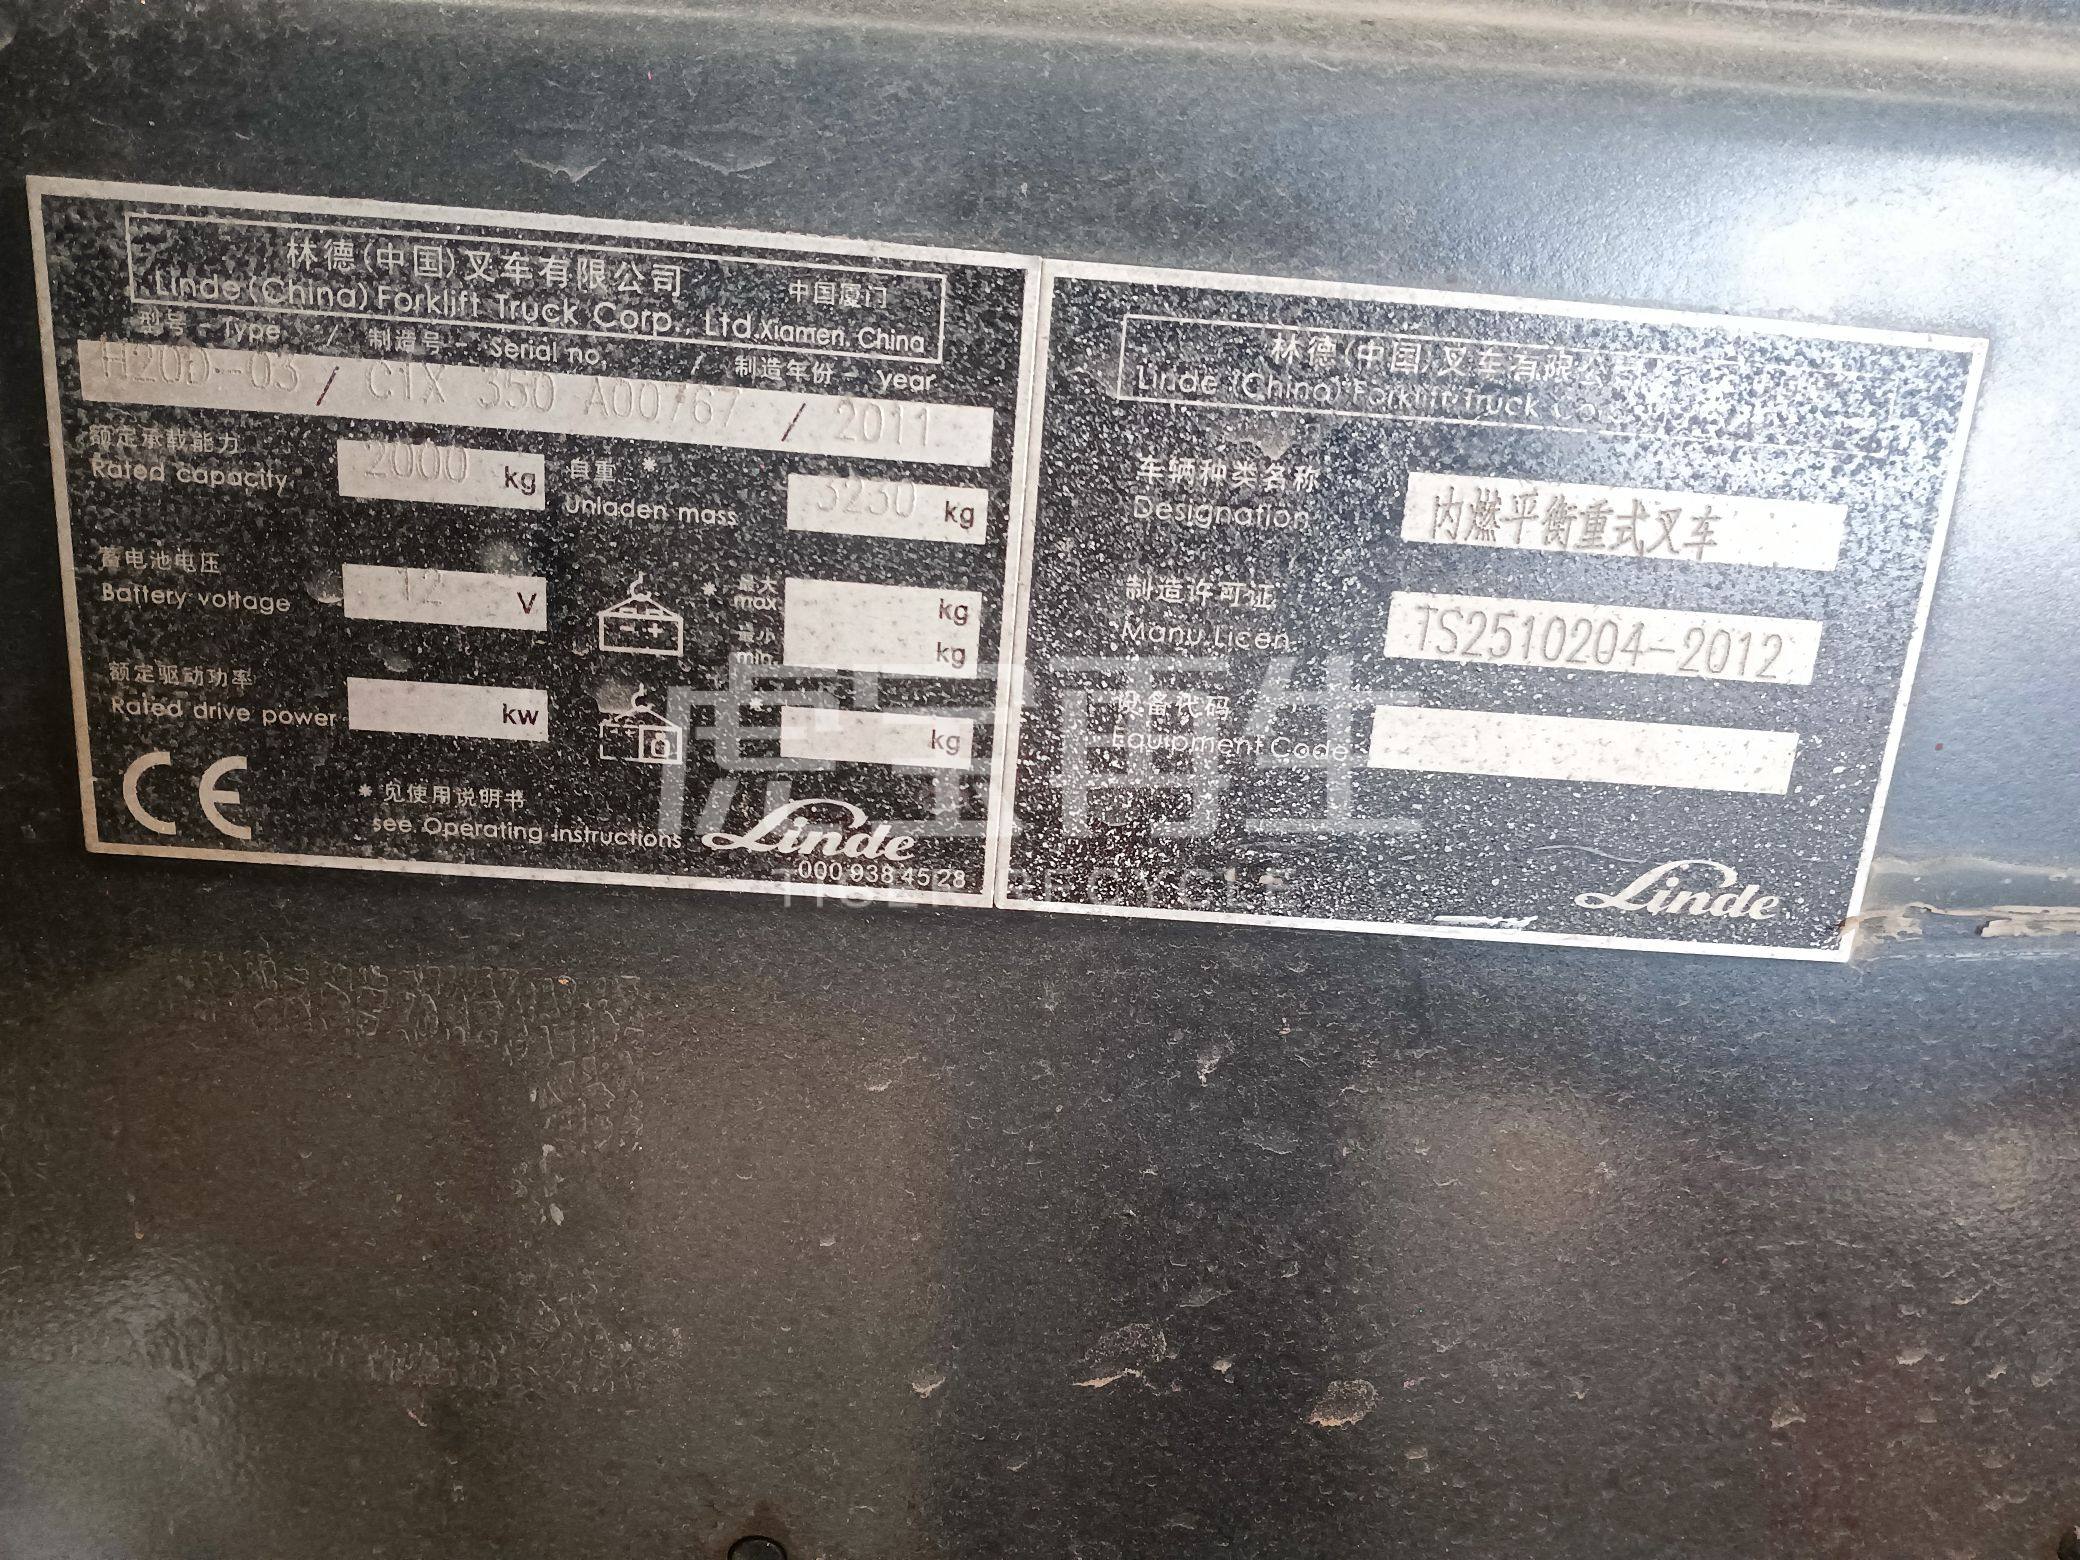 林德(中国)叉车有限公司 中国厦门
Linde (China) Forklift Truck Corp., Ltd. Xiamen. China
型号 - Type / 制造号 - Serial no. / 制造年份 - year
H20D-03 / C1X 350 A00767 / 2011
额定承载能力 2000 kg 自重 * 3230 kg
Rated capacity Unladen mass
蓄电池电压 12 V * 最大 kg
Battery voltage max
最小 kg
min.
额定驱动功率 kw * kg
Rated drive power
CE
* 见使用说明书
see Operating instructions
Linde
000 938 45 28
林德(中国)叉车有限公
Linde (China) Forklift Truck
车辆种类名称 内燃平衡重式叉车
Designation
制造许可证 TS2510204-2012
Manu.Licen
设备代码
Equipment Code
Linde
虎宝再生
TIGER RECYCLE